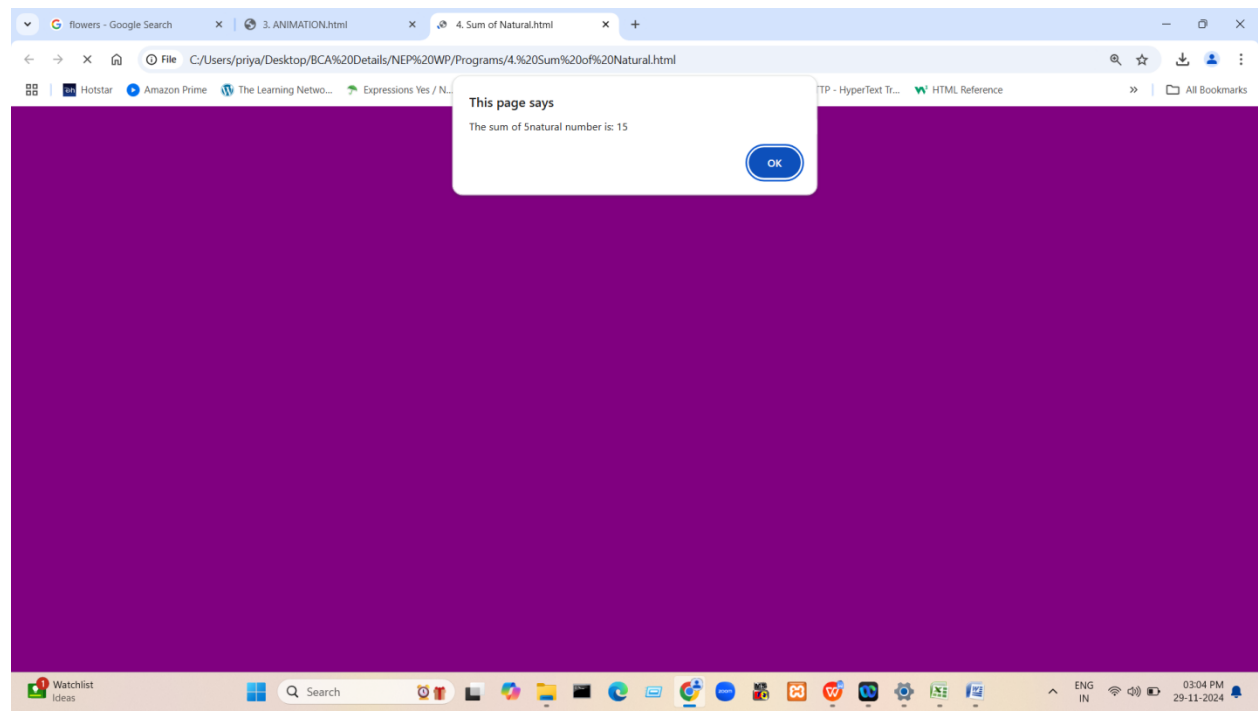 flowers - Google Search
3. ANIMATION.html
4. Sum of Natural.html
File C:/Users/priya/Desktop/BCA%20Details/NEP%20WP/Programs/4.%20Sum%20of%20Natural.html
Hotstar Amazon Prime The Learning Netwo... Expressions Yes / N... TP - HyperText Tr... HTML Reference » All Bookmarks
This page says
The sum of 5natural number is: 15
OK
1
Watchlist
Ideas
Search
zoom
ENG
IN
03:04 PM
29-11-2024